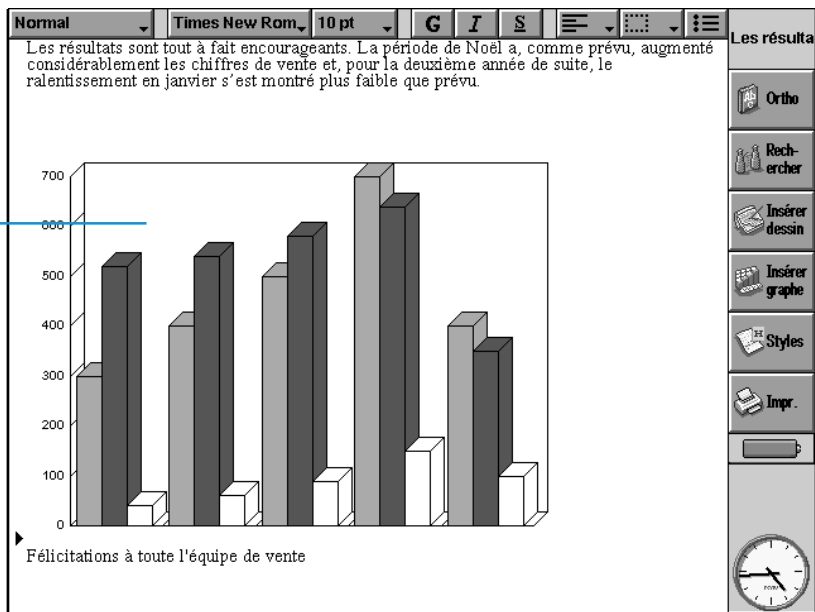 Normal
Times New Rom
10 pt
G
I
S
Les résulta
Les résultats sont tout à fait encourageants. La période de Noël a, comme prévu, augmenté
considérablement les chiffres de vente et, pour la deuxième année de suite, le
ralentissement en janvier s’est montré plus faible que prévu.
700
600
500
400
300
200
100
0
Félicitations à toute l'équipe de vente
Ortho
Rech-
ercher
Insérer
dessin
Insérer
graphe
Styles
Impr.